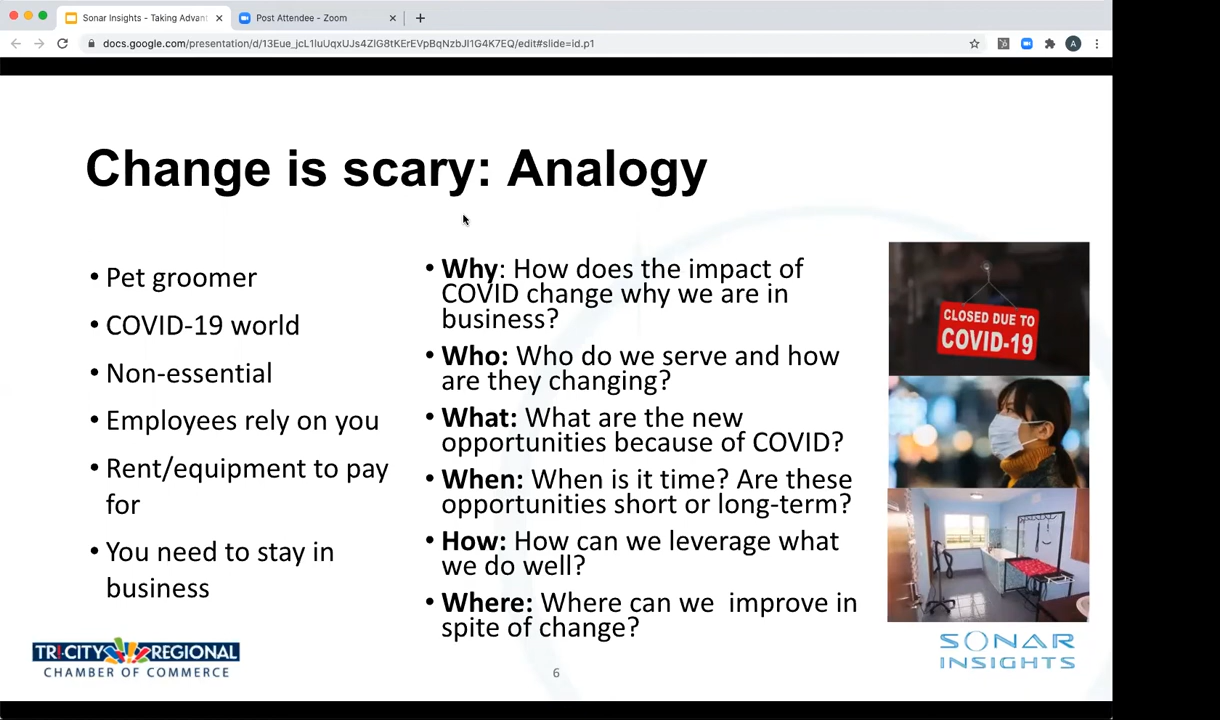 Sonar Insights - Taking Advan
Post Attendee - Zoom
docs.google.com/presentation/d/13Eue_jcL1luUqxUJs4ZlG8tKErEVpBqNzbJl1G4K7EQ/edit#slide=id.p1
A
Change is scary: Analogy
• Pet groomer
• COVID-19 world
• Non-essential
• Employees rely on you
• Rent/equipment to pay
for
• You need to stay in
business
• Why: How does the impact of
COVID change why we are in
business?
• Who: Who do we serve and how
are they changing?
• What: What are the new
opportunities because of COVID?
• When: When is it time? Are these
opportunities short or long-term?
• How: How can we leverage what
we do well?
• Where: Where can we  improve in
spite of change?
CLOSED DUE TO
COVID-19
TRI-CITY REGIONAL
CHAMBER OF COMMERCE
6
SONAR
INSIGHTS